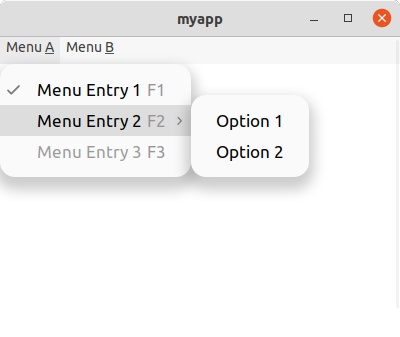 myapp
Menu A Menu B
Menu Entry 1 F1
Menu Entry 2 F2 Option 1
Menu Entry 3 F3 Option 2